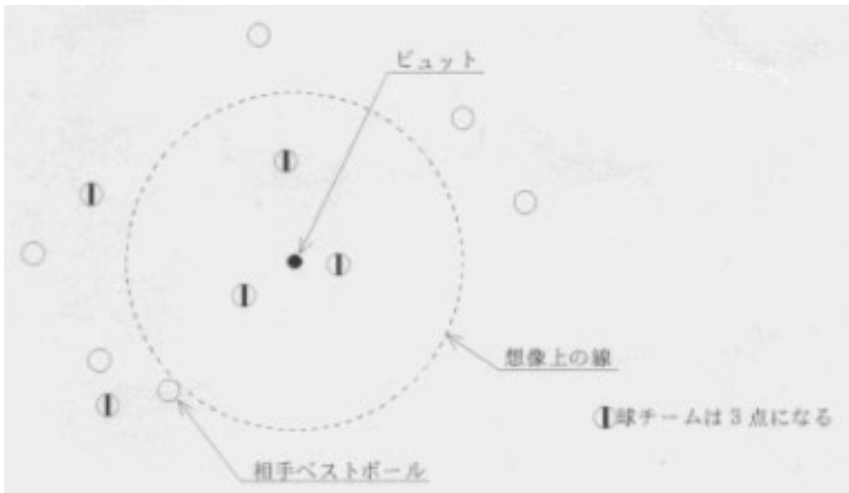 ビュット
想像上の線
球チームは3点になる
相手ベストボール